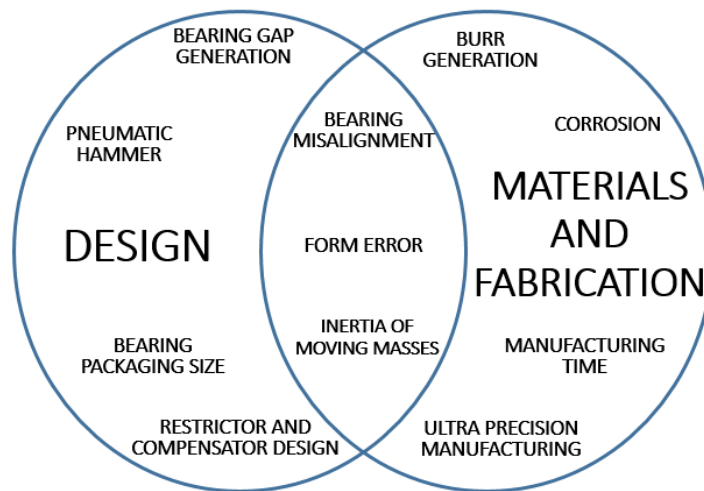 BEARING GAP
GENERATION
BURR
GENERATION
PNEUMATIC
HAMMER
BEARING
MISALIGNMENT
CORROSION
DESIGN
FORM ERROR
MATERIALS
AND
FABRICATION
BEARING
PACKAGING SIZE
INERTIA OF
MOVING MASSES
MANUFACTURING
TIME
RESTRICTOR AND
COMPENSATOR DESIGN
ULTRA PRECISION
MANUFACTURING